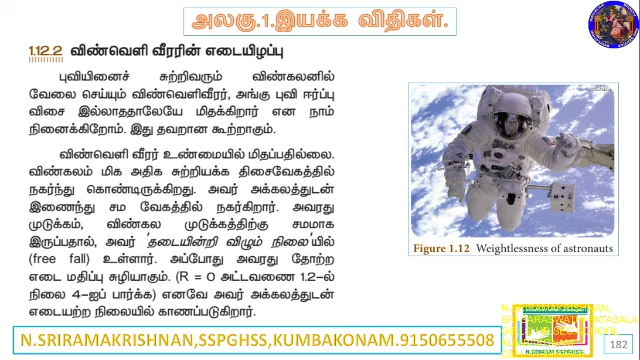 அலகு.1.இயக்க விதிகள்.
1.12.2 விண்வெளி வீரரின் எடையிழப்பு
புவியினைச் சுற்றிவரும் விண்கலனில்
வேலை செய்யும் விண்வெளிவீரர், அங்கு புவி ஈர்ப்பு
விசை இல்லாததாலேயே மிதக்கிறார் என நாம்
நினைக்கிறோம். இது தவறான கூற்றாகும்.
விண்வெளி வீரர் உண்மையில் மிதப்பதில்லை.
விண்கலம் மிக அதிக சுற்றியக்க திசைவேகத்தில்
நகர்ந்து கொண்டிருக்கிறது. அவர் அக்கலத்துடன்
இணைந்து சம வேகத்தில் நகர்கிறார். அவரது
முடுக்கம், விண்கல முடுக்கத்திற்கு சமமாக
இருப்பதால், அவர் 'தடையின்றி விழும் நிலை'யில்
(free fall) உள்ளார். அப்போது அவரது தோற்ற
எடை மதிப்பு சுழியாகும். (R = 0 அட்டவணை 1.2-ல்
நிலை 4-ஐப் பார்க்க) எனவே அவர் அக்கலத்துடன்
எடையற்ற நிலையில் காணப்படுகிறார்.
Figure 1.12 Weightlessness of astronauts
N.SRIRAMAKRISHNAN,SSPGHSS,KUMBAKONAM.9150655508
N.SRIRAMAKRISHNAN,
182